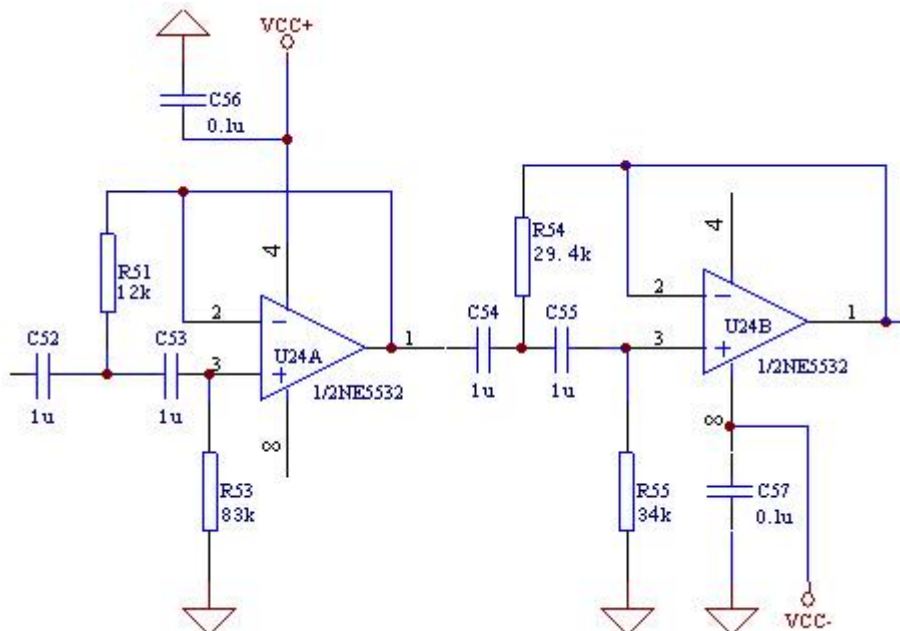 VCC+
C56
0.1u
4
R51
12k
2
C52
C53
3
U24A
1
1/2NE5532
1u
1u
8
R53
83k
R54
29.4k
4
2
C54
C55
3
U24B
1
1/2NE5532
1u
1u
8
R55
34k
C57
0.1u
VCC-